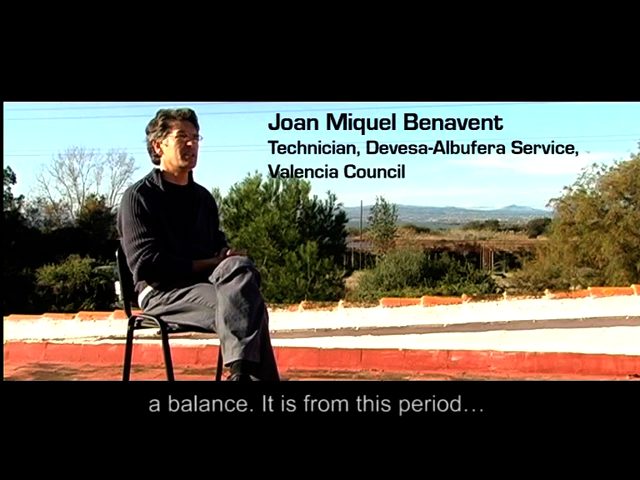 Joan Miquel Benavent
Technician, Devesa-Albufera Service,
Valencia Council
a balance. It is from this period...